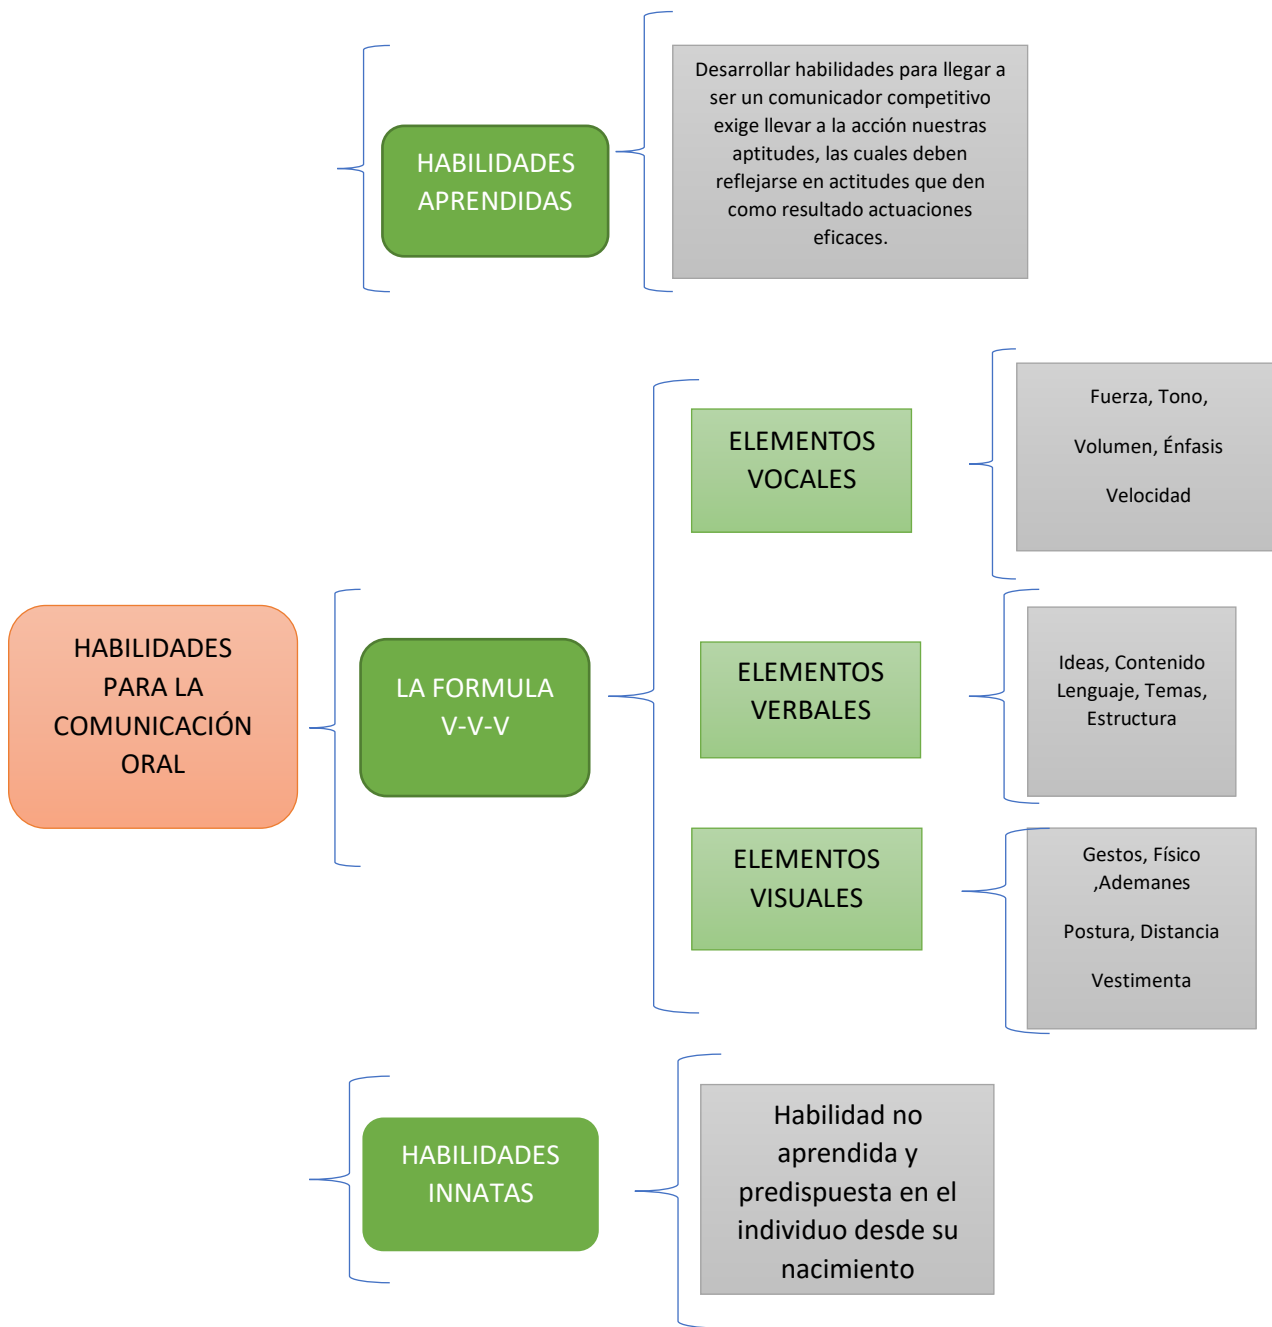 Desarrollar habilidades para llegar a
ser un comunicador competitivo
exige llevar a la acción nuestras
aptitudes, las cuales deben
reflejarse en actitudes que den
como resultado actuaciones
eficaces.
HABILIDADES
APRENDIDAS
HABILIDADES
PARA LA
COMUNICACIÓN
ORAL
LA FORMULA
V-V-V
ELEMENTOS
VOCALES
Fuerza, Tono,
Volumen, Énfasis
Velocidad
ELEMENTOS
VERBALES
Ideas, Contenido
Lenguaje, Temas,
Estructura
ELEMENTOS
VISUALES
Gestos, Físico
,Ademanes
Postura, Distancia
Vestimenta
HABILIDADES
INNATAS
Habilidad no
aprendida y
predispuesta en el
individuo desde su
nacimiento